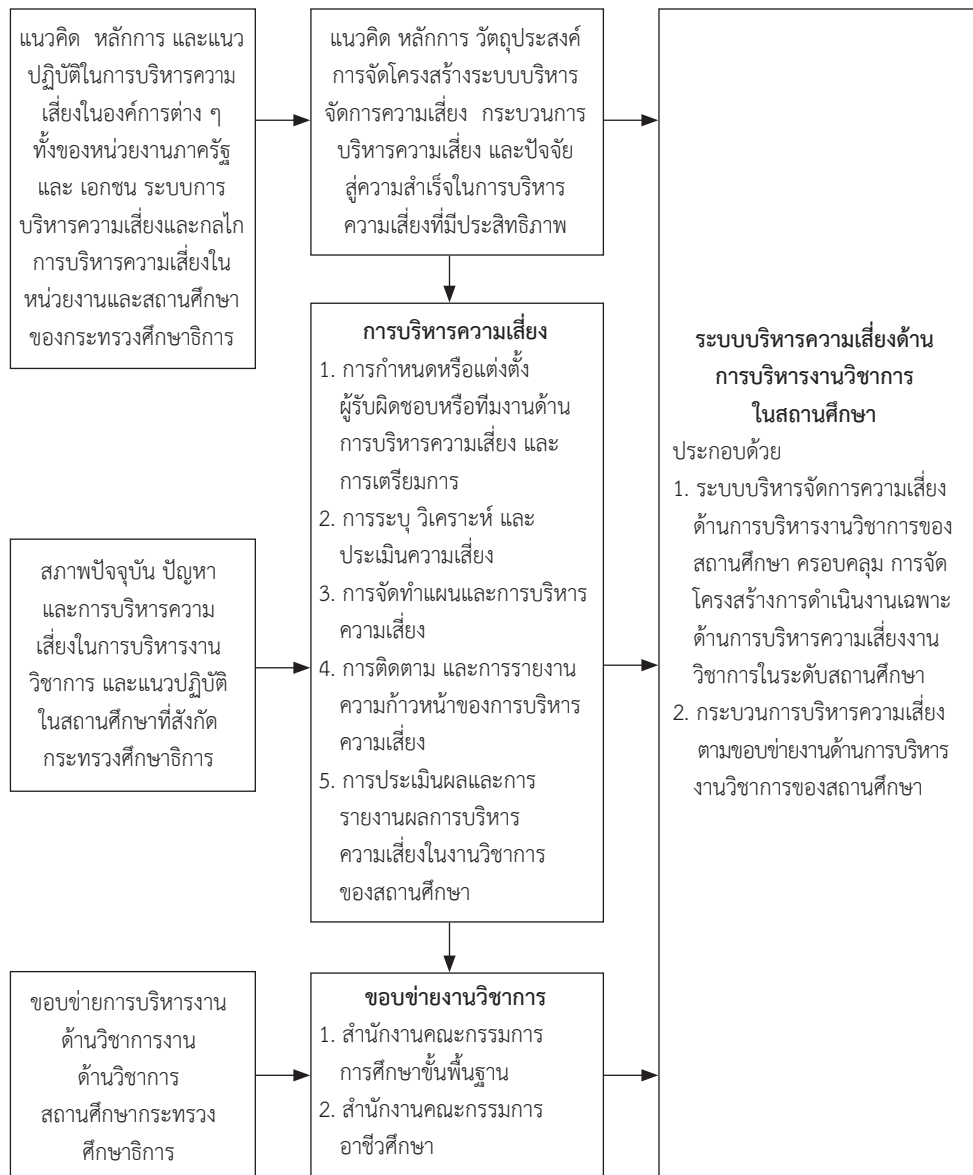 แนวคิด  หลักการ และแนว
ปฏิบัติในการบริหารความ
เสี่ยงในองค์การต่าง ๆ
ทั้งของหน่วยงานภาครัฐ
และ เอกชน ระบบการ
บริหารความเสี่ยงและกลไก
การบริหารความเสี่ยงใน
หน่วยงานและสถานศึกษา
ของกระทรวงศึกษาธิการ
แนวคิด หลักการ วัตถุประสงค์
การจัดโครงสร้างระบบบริหาร
จัดการความเสี่ยง  กระบวนการ
บริหารความเสี่ยง และปัจจัย
สู่ความสำเร็จในการบริหาร
ความเสี่ยงที่มีประสิทธิภาพ
สภาพปัจจุบัน ปัญหา
และการบริหารความ
เสี่ยงในการบริหารงาน
วิชาการ และแนวปฏิบัติ
ในสถานศึกษาที่สังกัด
กระทรวงศึกษาธิการ
การบริหารความเสี่ยง
1. การกำหนดหรือแต่งตั้ง
ผู้รับผิดชอบหรือทีมงานด้าน
การบริหารความเสี่ยง และ
การเตรียมการ
2. การระบุ วิเคราะห์ และ
ประเมินความเสี่ยง
3. การจัดทำแผนและการบริหาร
ความเสี่ยง
4. การติดตาม และการรายงาน
ความก้าวหน้าของการบริหาร
ความเสี่ยง
5. การประเมินผลและการ
รายงานผลการบริหาร
ความเสี่ยงในงานวิชาการ
ของสถานศึกษา
ขอบข่ายการบริหารงาน
ด้านวิชาการงาน
ด้านวิชาการ
สถานศึกษากระทรวง
ศึกษาธิการ
ขอบข่ายงานวิชาการ
1. สำนักงานคณะกรรมการ
การศึกษาขั้นพื้นฐาน
2. สำนักงานคณะกรรมการ
อาชีวศึกษา
ระบบบริหารความเสี่ยงด้าน
การบริหารงานวิชาการ
ในสถานศึกษา
ประกอบด้วย
1. ระบบบริหารจัดการความเสี่ยง
ด้านการบริหารงานวิชาการของ
สถานศึกษา ครอบคลุม การจัด
โครงสร้างการดำเนินงานเฉพาะ
ด้านการบริหารความเสี่ยงงาน
วิชาการในระดับสถานศึกษา
2. กระบวนการบริหารความเสี่ยง
ตามขอบข่ายงานด้านการบริหาร
งานวิชาการของสถานศึกษา